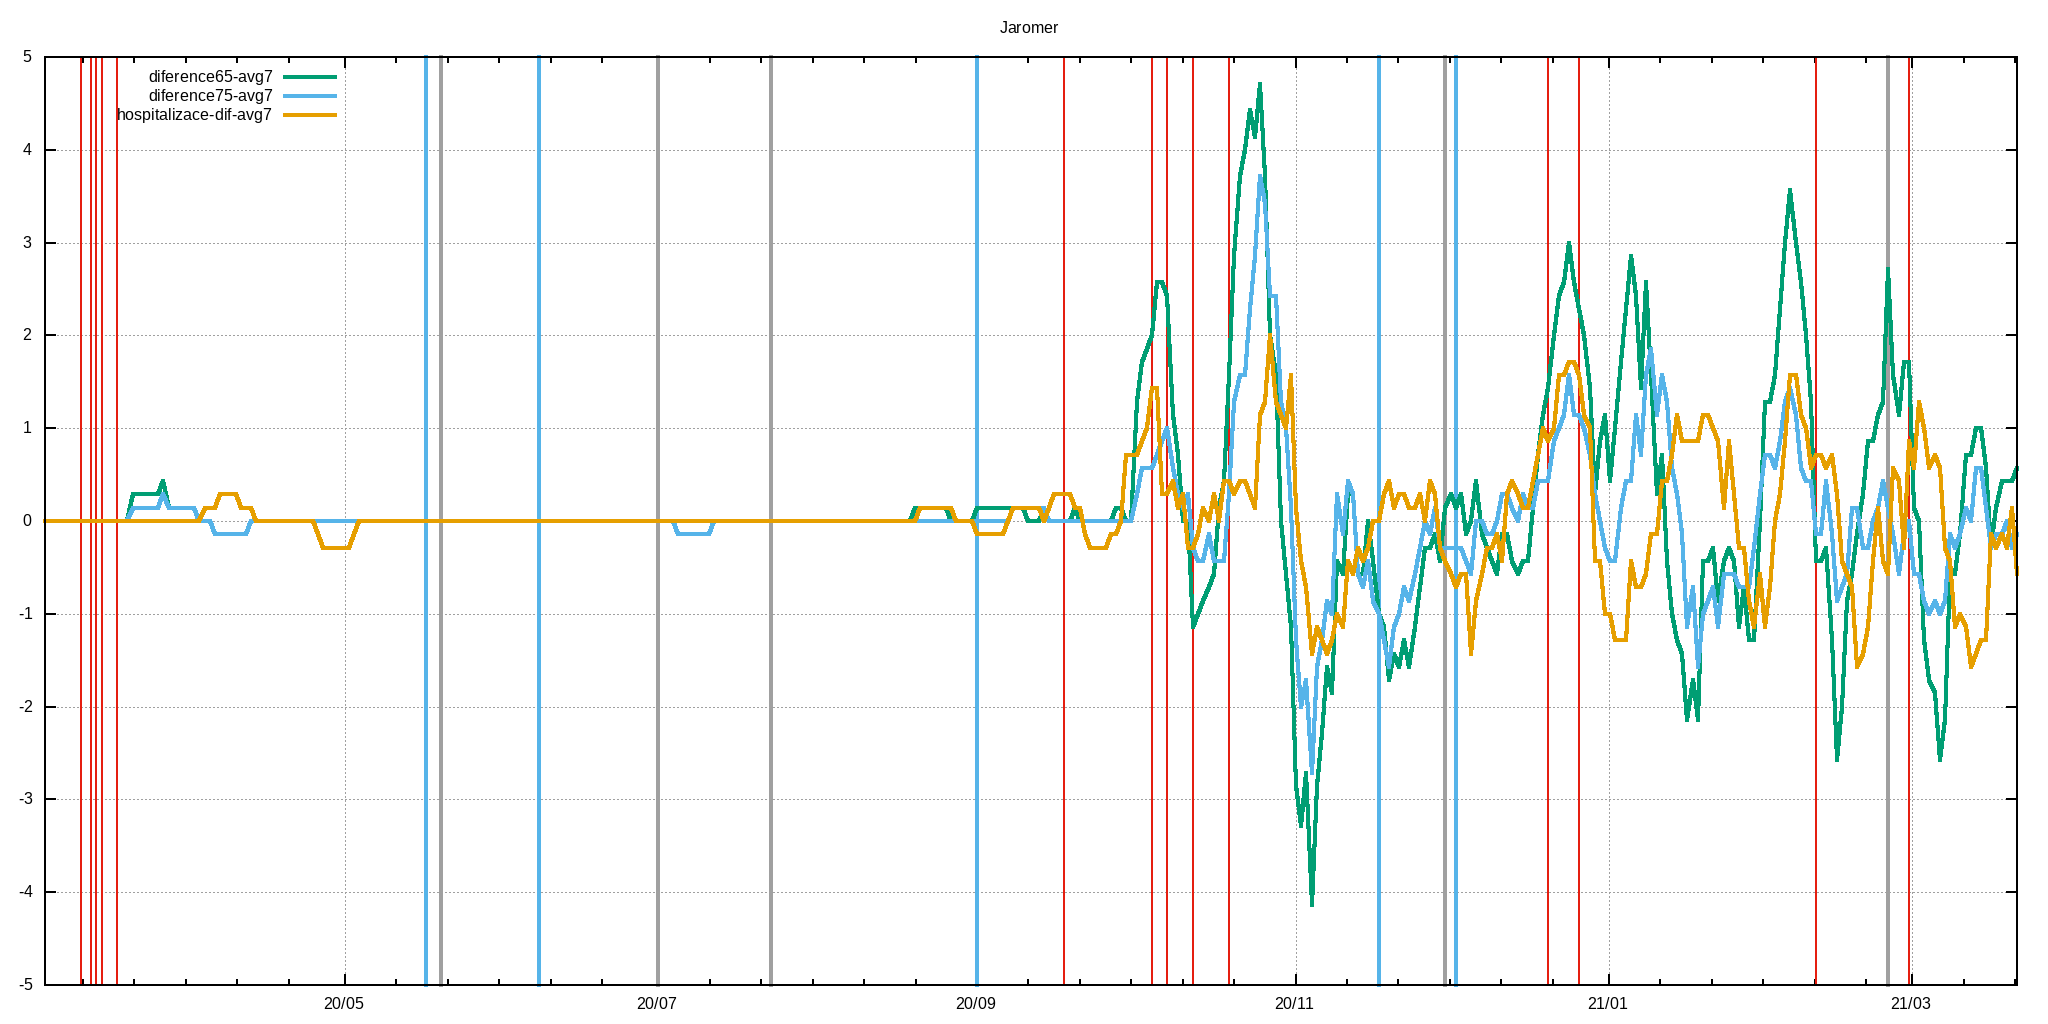 Jaromer
diference65-avg7
diference75-avg7
hospitalizace-dif-avg7
5
4
3
2
1
0
-1
-2
-3
-4
-5
20/05 20/07 20/09 20/11 21/01 21/03